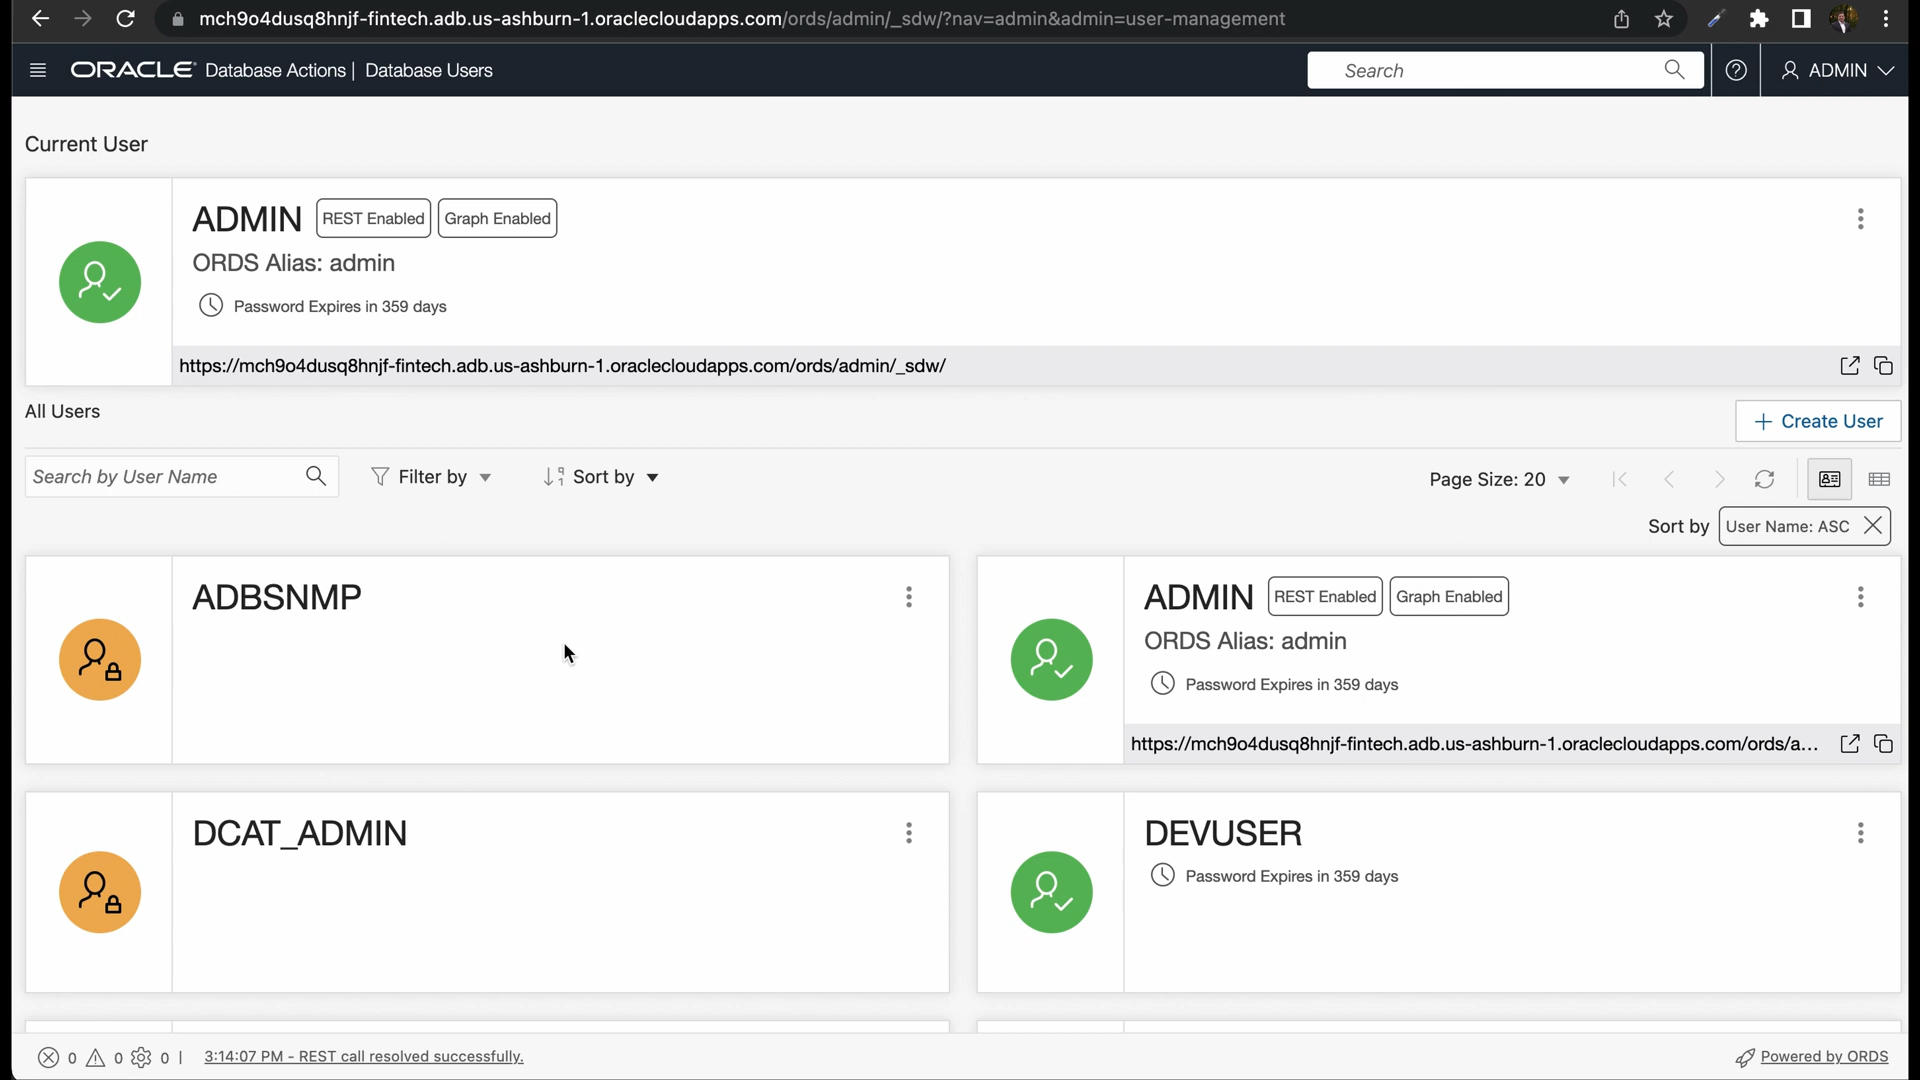 mch9o4dusq8hnjf-fintech.adb.us-ashburn-1.oraclecloudapps.com/ords/admin/_sdw/?nav=admin&admin=user-management
ORACLE Database Actions | Database Users
Search
ADMIN
Current User
ADMIN REST Enabled Graph Enabled
ORDS Alias: admin
Password Expires in 359 days
https://mch9o4dusq8hnjf-fintech.adb.us-ashburn-1.oraclecloudapps.com/ords/admin/_sdw/
All Users
+ Create User
Search by User Name
Filter by
Sort by
Page Size: 20
Sort by User Name: ASC
ADBSNMP
ADMIN REST Enabled Graph Enabled
ORDS Alias: admin
Password Expires in 359 days
https://mch9o4dusq8hnjf-fintech.adb.us-ashburn-1.oraclecloudapps.com/ords/a...
DCAT_ADMIN
DEVUSER
Password Expires in 359 days
0 0 0 | 3:14:07 PM - REST call resolved successfully.
Powered by ORDS